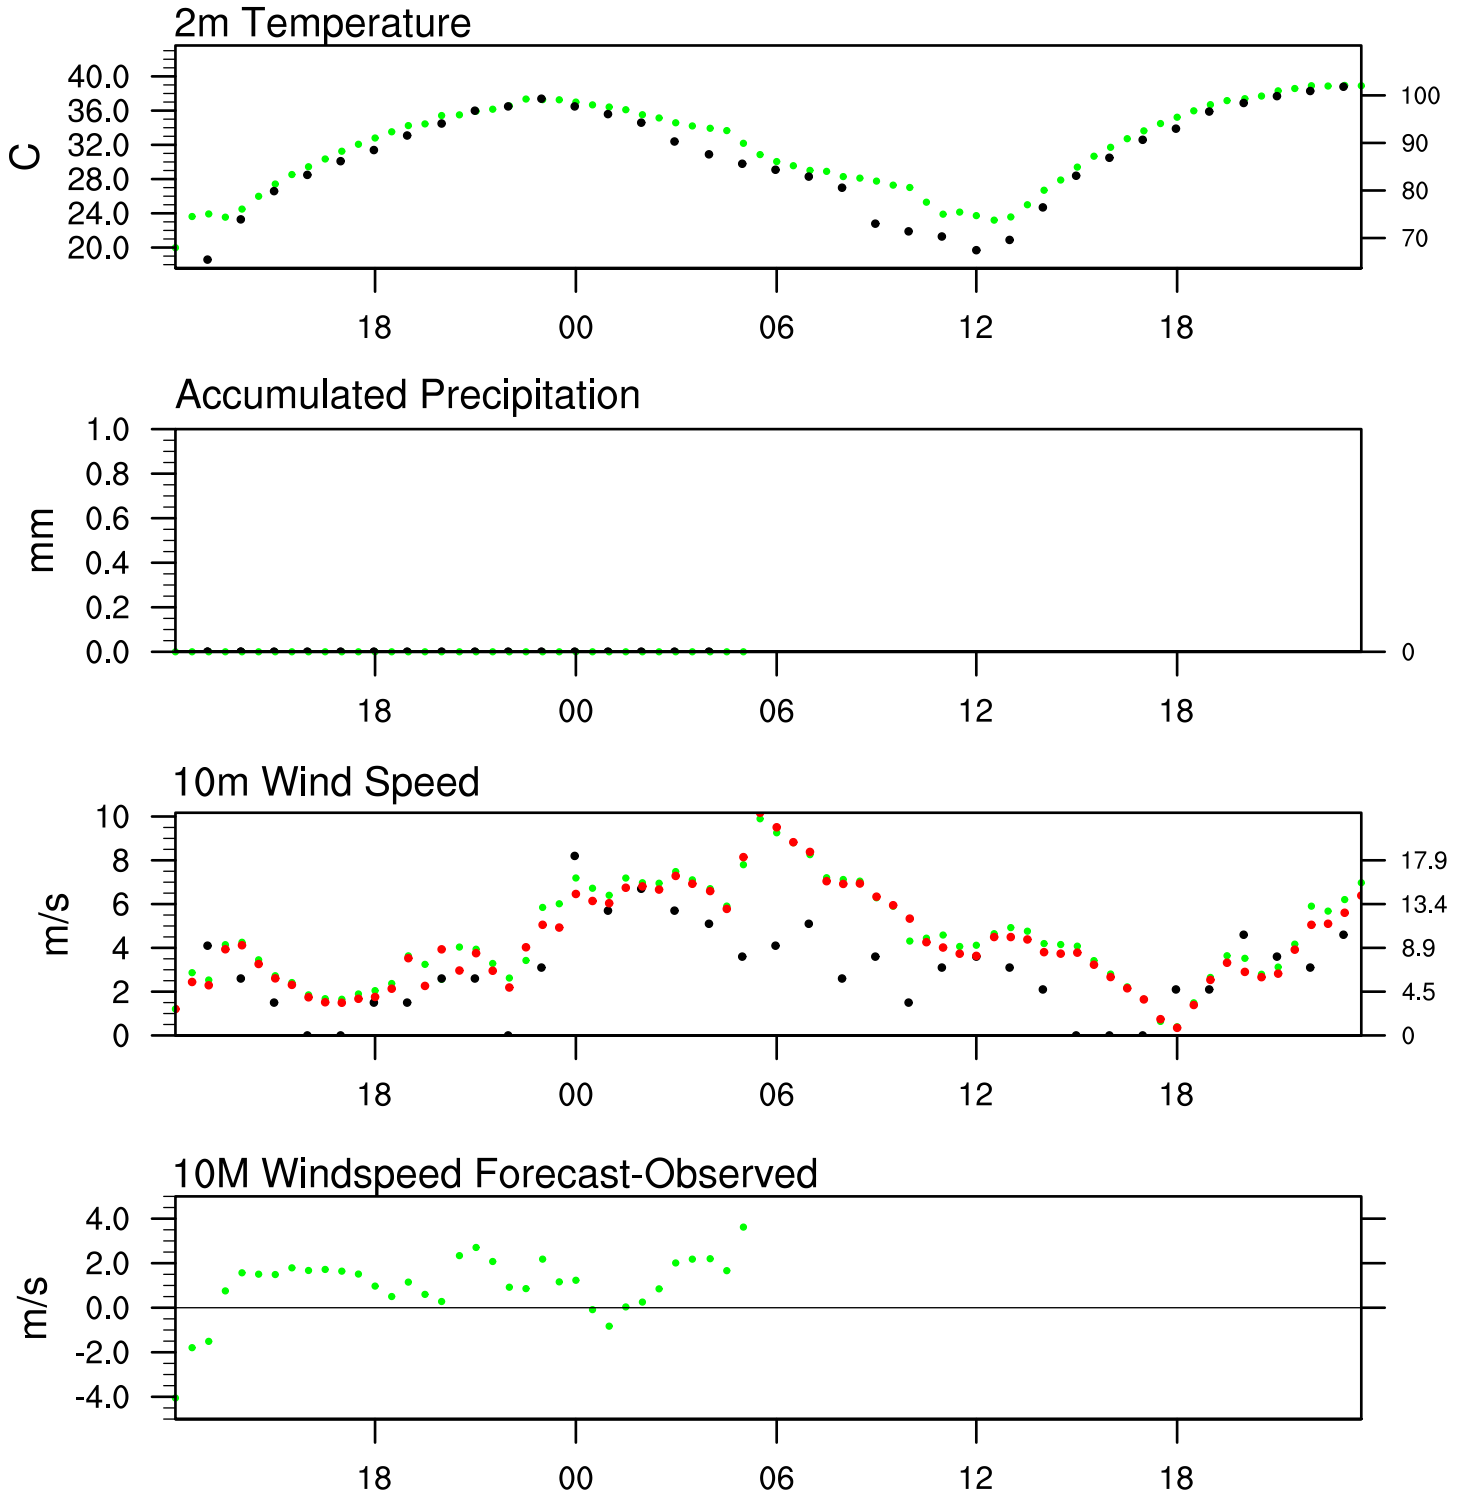 2m Temperature
40.0
36.0
32.0
28.0
24.0
20.0
C
100
90
80
70
18 00 06 12 18
Accumulated Precipitation
1.0
0.8
0.6
0.4
0.2
0.0
mm
0
18 00 06 12 18
10m Wind Speed
10
8
6
4
2
0
m/s
17.9
13.4
8.9
4.5
0
18 00 06 12 18
10M Windspeed Forecast-Observed
4.0
2.0
0.0
-2.0
-4.0
m/s
18 00 06 12 18